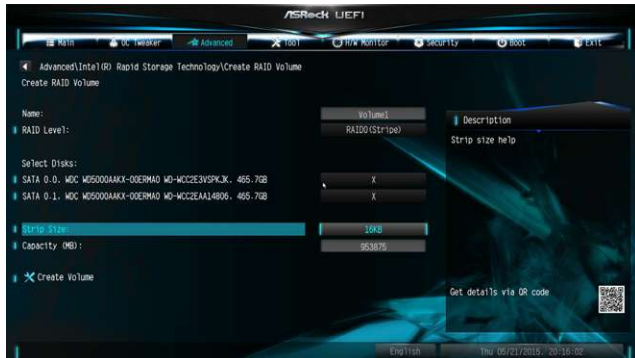 ASRock UEFI
Main OC Tweaker Advanced Tool H/W Monitor Security Boot Exit
Advanced\Intel(R) Rapid Storage Technology\Create RAID Volume
Create RAID Volume
Name: Volume1
RAID Level: RAID0(Stripe)
Select Disks:
SATA 0.0, WDC WD5000AAKX-00ERMA0 WD-WCC2E3VSPKJK, 465.7GB X
SATA 0.1, WDC WD5000AAKX-00ERMA0 WD-WCC2EAA14806, 465.7GB X
Strip Size: 16KB
Capacity (MB): 953875
Create Volume
Description
Strip size help
Get details via QR code
English Thu 05/21/2015, 20:16:02